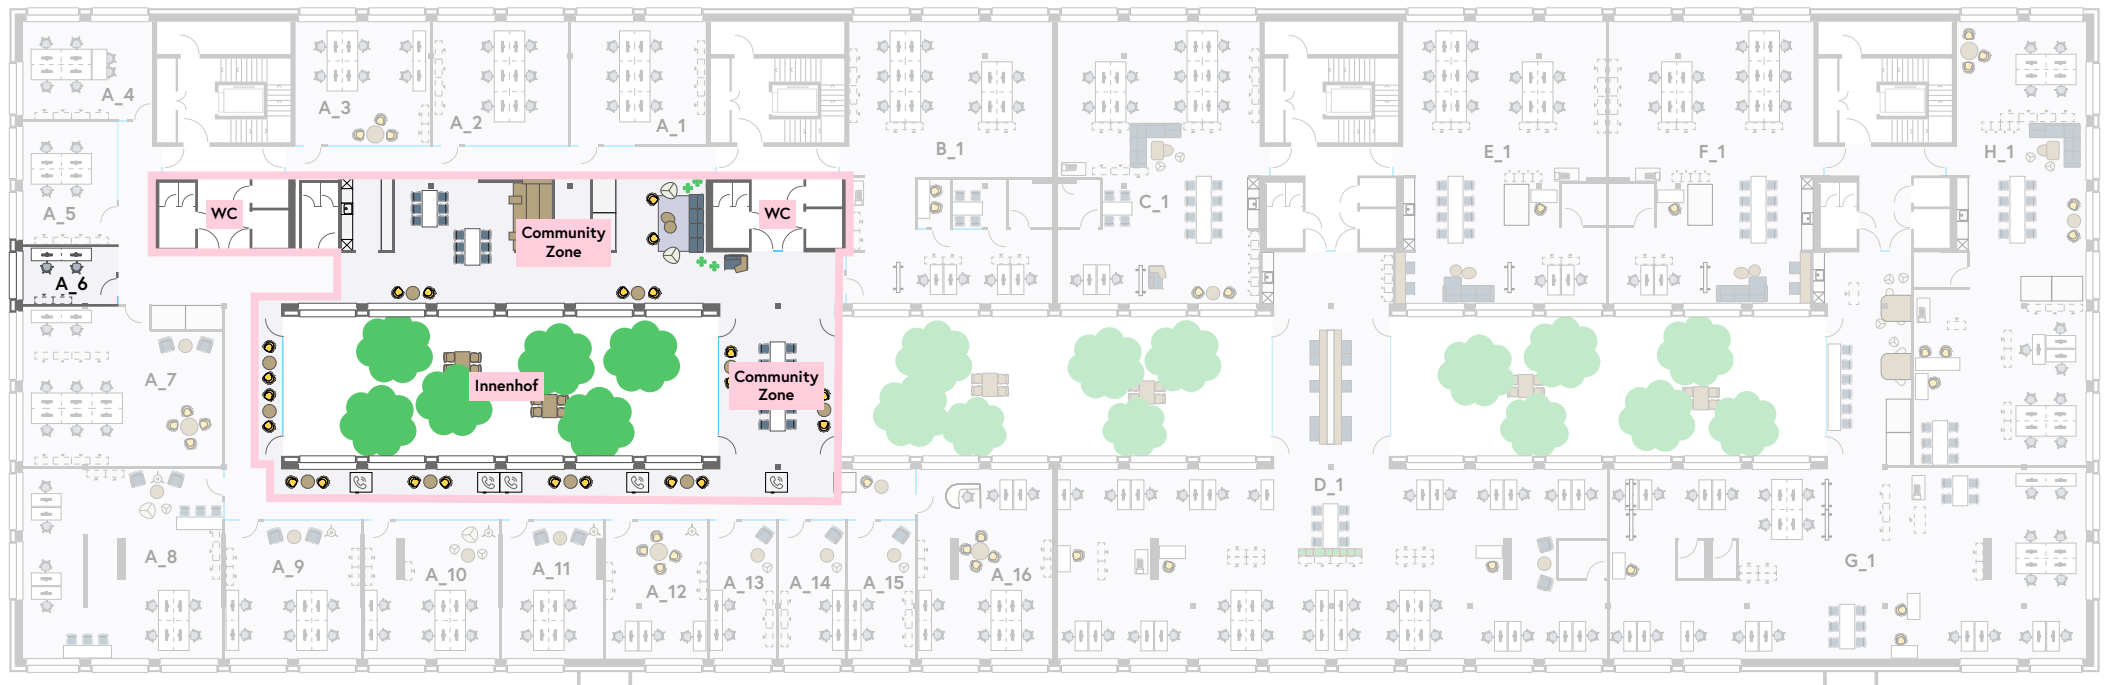 A_4
A_3
A_2
A_1
B_1
C_1
E_1
F_1
H_1
A_5
WC
Community
Zone
WC
A_6
A_7
Innenhof
Community
Zone
D_1
A_8
A_9
A_10
A_11
A_12
A_13
A_14
A_15
A_16
G_1